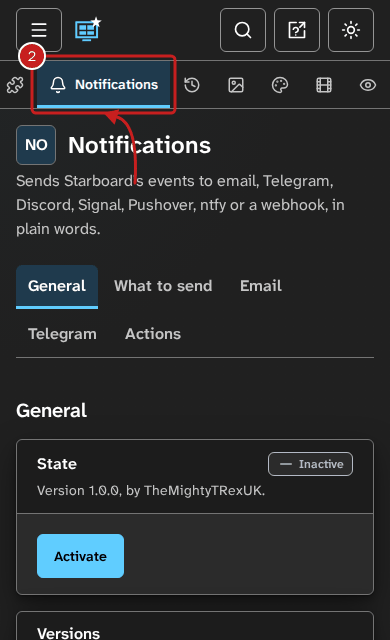 2
Notifications
NO
Notifications
Sends Starboard's events to email, Telegram,
Discord, Signal, Pushover, ntfy or a webhook, in
plain words.
General What to send Email
Telegram Actions
General
State
— Inactive
Version 1.0.0, by TheMightyTRexUK.
Activate
Versions